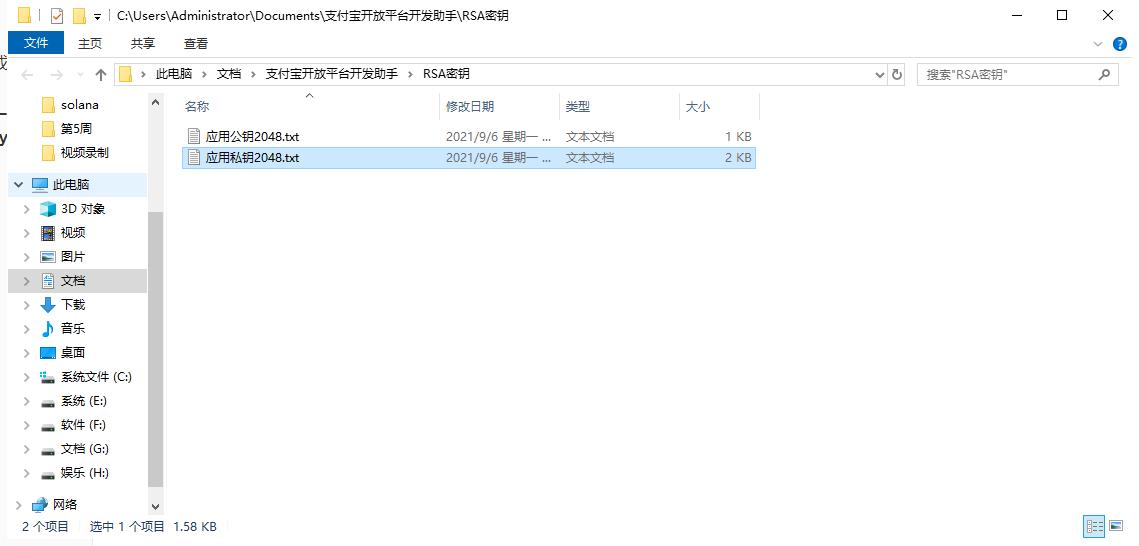 C:\Users\Administrator\Documents\支付宝开放平台开发助手\RSA密钥
文件 主页 共享 查看
此电脑 文档 支付宝开放平台开发助手 RSA密钥 搜索"RSA密钥"
名称 修改日期 类型 大小
solana
第5周
视频录制
应用公钥2048.txt 2021/9/6 星期一 ... 文本文档 1 KB
应用私钥2048.txt 2021/9/6 星期一 ... 文本文档 2 KB
此电脑
3D 对象
视频
图片
文档
下载
音乐
桌面
系统文件 (C:)
系统 (E:)
软件 (F:)
文档 (G:)
娱乐 (H:)
网络
2 个项目 选中 1 个项目 1.58 KB